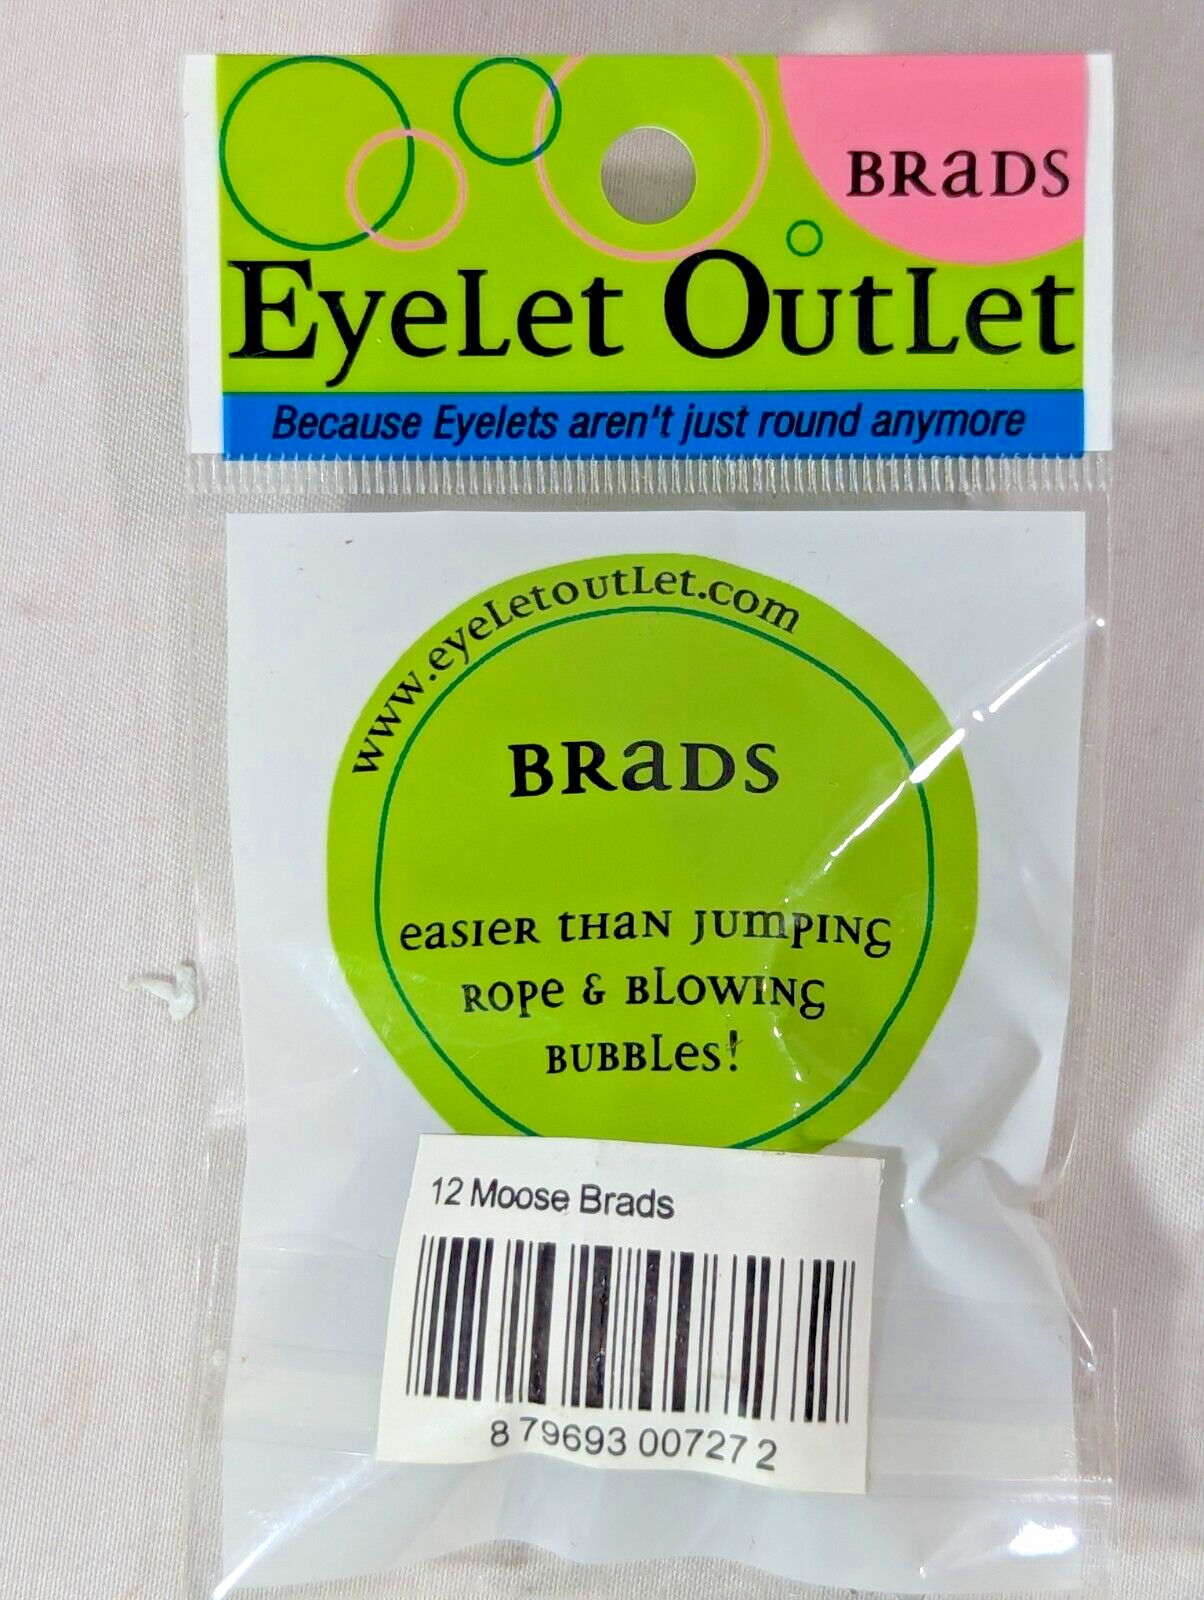 BRaDS
EyeLet OutLet
Because Eyelets aren't just round anymore
www.eyeLetoutLet.com
BRaDS
easier than jumping
rope & blowing
bubbles!
12 Moose Brads
8 79693 00727 2